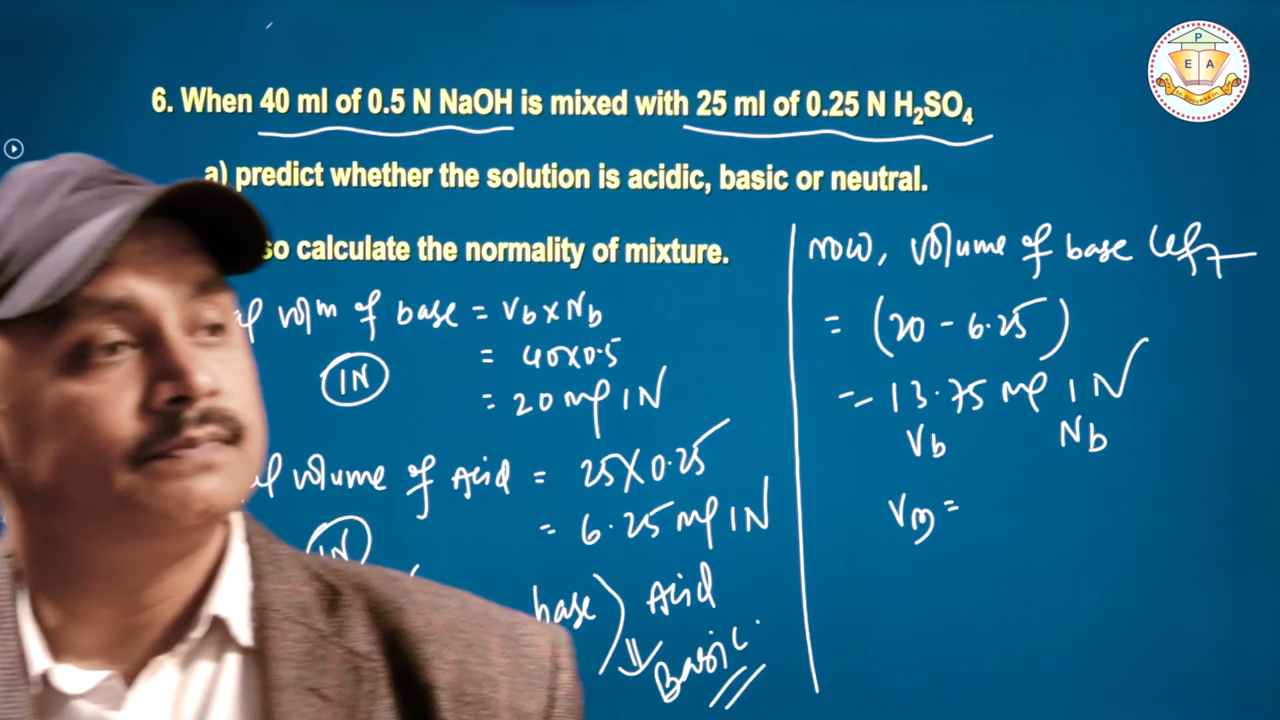 6. When 40 ml of 0.5 N NaOH is mixed with 25 ml of 0.25 N H₂SO₄
a) predict whether the solution is acidic, basic or neutral.
so calculate the normality of mixture.
of base = Vb×Nb
= 40×0.5
= 20 ml 1N
1N
volume of Acid = 25×0.25
= 6.25 ml 1N
1N
base ) Acid
⇓
Basic.
now, volume of base left
= (20 - 6.25)
= 13.75 ml 1N
Vb Nb
Vm =
P
E A
to Success in